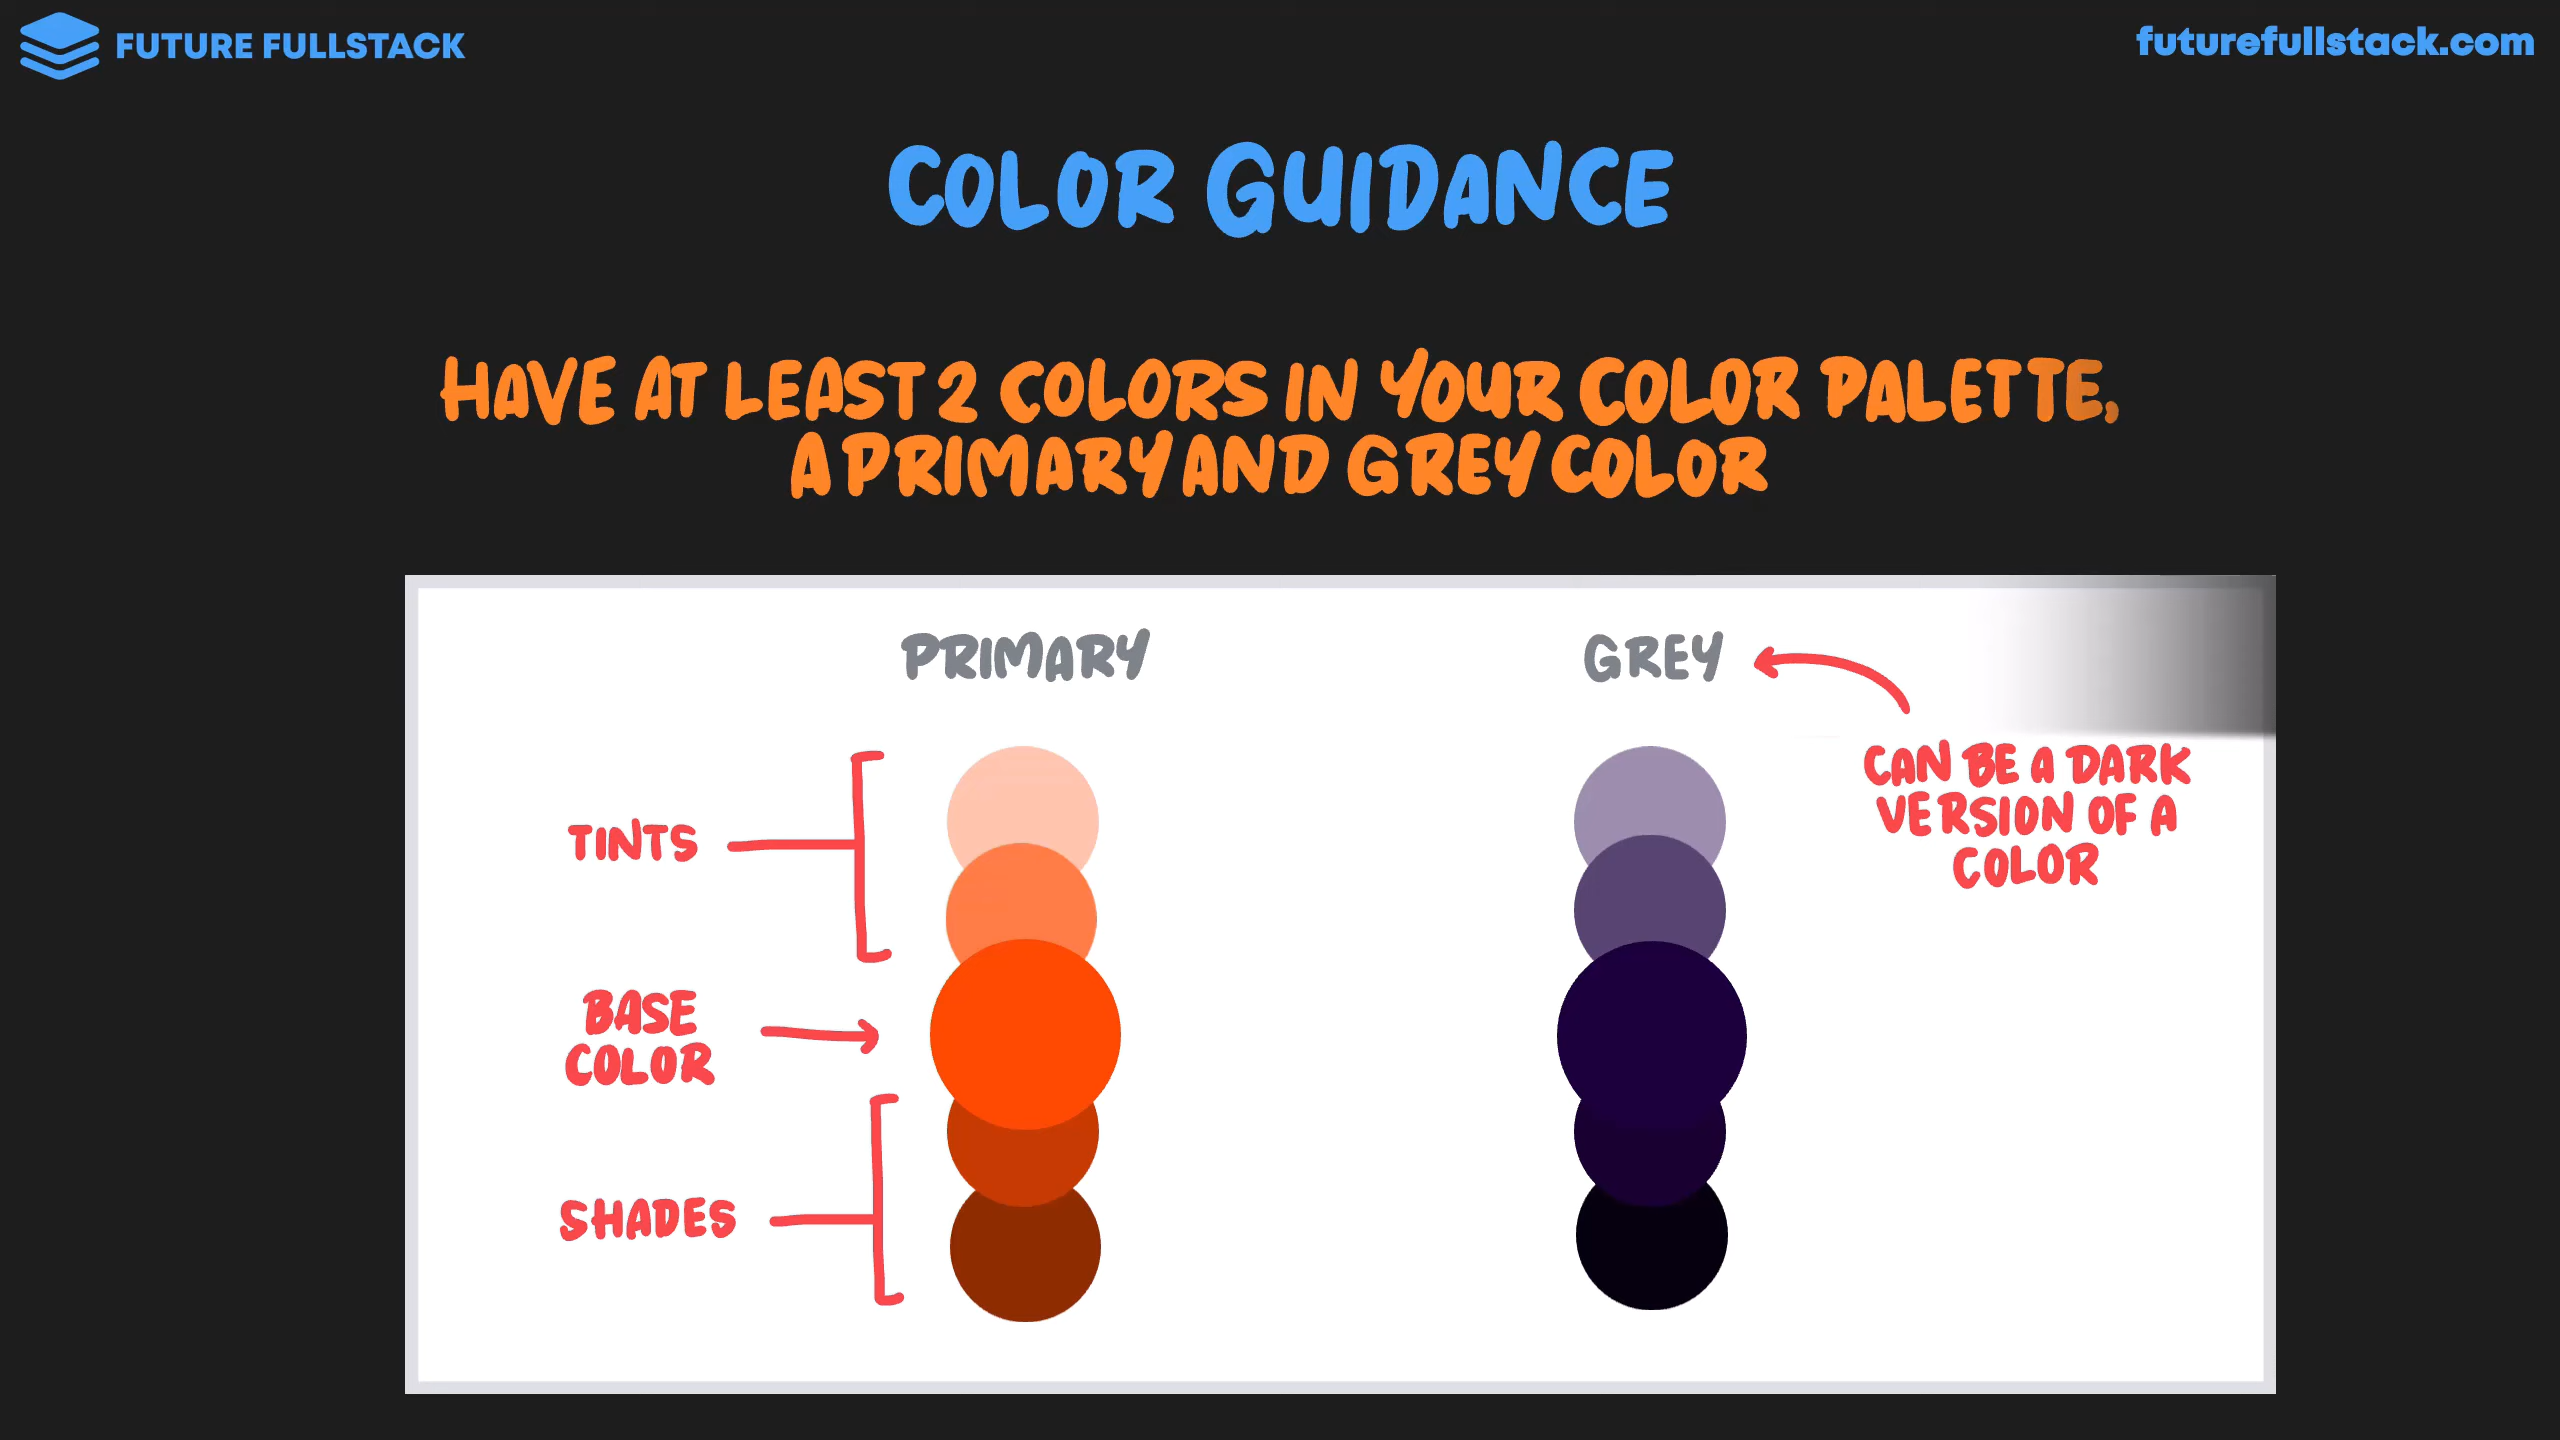 FUTURE FULLSTACK
futurefullstack.com
COLOR GUIDANCE
HAVE AT LEAST 2 COLORS IN YOUR COLOR PALETTE,
A PRIMARY AND GREY COLOR
PRIMARY
GREY
CAN BE A DARK
VERSION OF A
COLOR
TINTS
BASE
COLOR
SHADES